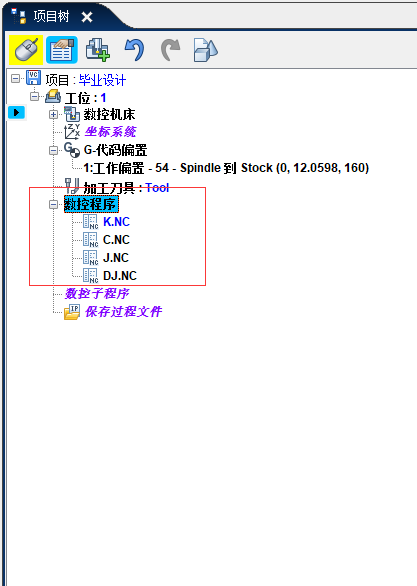 项目树
项目 : 毕业设计
工位 : 1
数控机床
坐标系统
G-代码偏置
1:工作偏置 - 54 - Spindle 到 Stock (0, 12.0598, 160)
加工刀具 : Tool
数控程序
K.NC
C.NC
J.NC
DJ.NC
数控子程序
保存过程文件